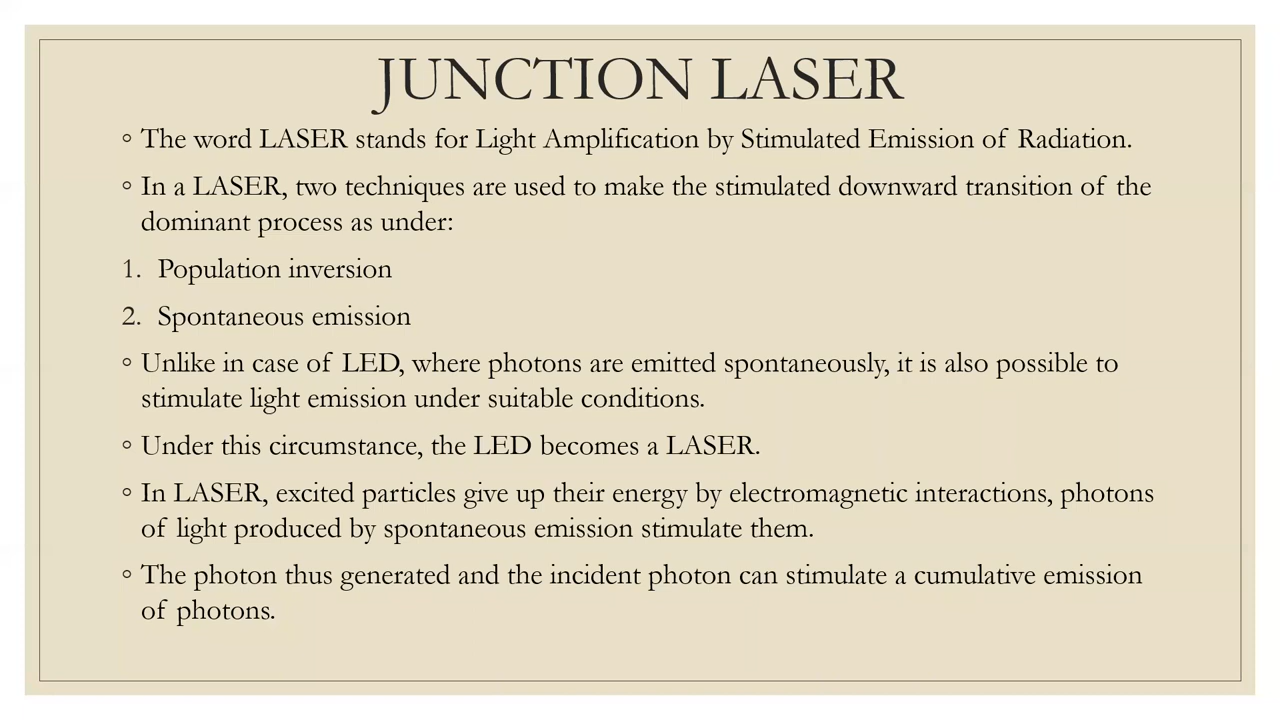 JUNCTION LASER
◦ The word LASER stands for Light Amplification by Stimulated Emission of Radiation.
◦ In a LASER, two techniques are used to make the stimulated downward transition of the
dominant process as under:
1. Population inversion
2. Spontaneous emission
◦ Unlike in case of LED, where photons are emitted spontaneously, it is also possible to
stimulate light emission under suitable conditions.
◦ Under this circumstance, the LED becomes a LASER.
◦ In LASER, excited particles give up their energy by electromagnetic interactions, photons
of light produced by spontaneous emission stimulate them.
◦ The photon thus generated and the incident photon can stimulate a cumulative emission
of photons.